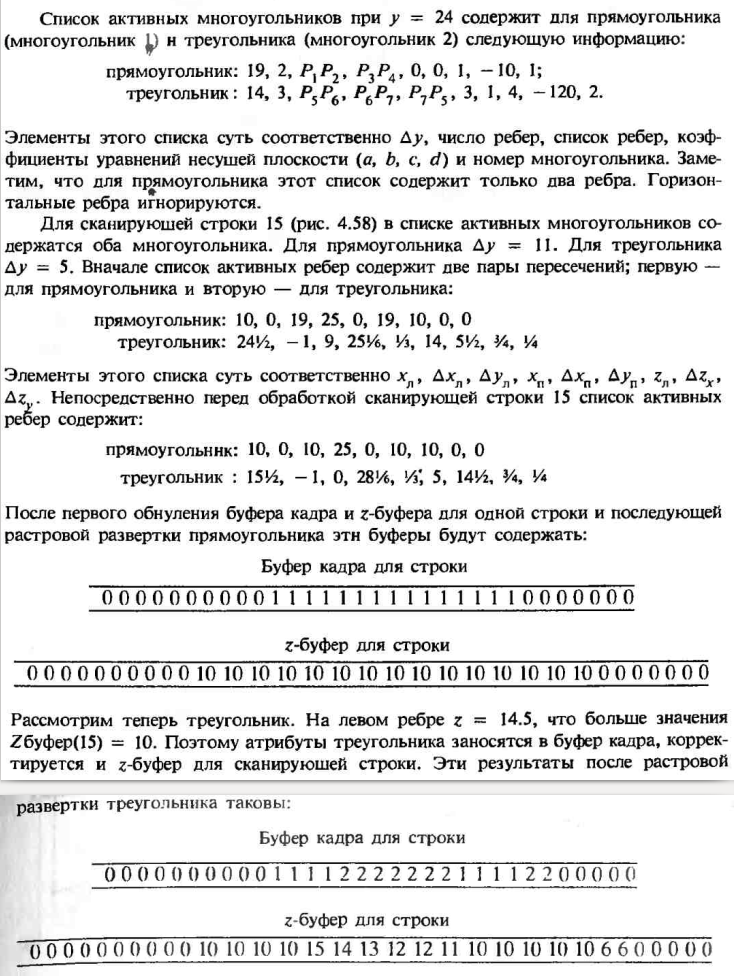 Список активных многоугольников при y = 24 содержит для прямоугольника
(многоугольник 1) и треугольника (многоугольник 2) следующую информацию:
прямоугольник: 19, 2, P₁P₂, P₃P₄, 0, 0, 1, −10, 1;
треугольник: 14, 3, P₅P₆, P₆P₇, P₇P₅, 3, 1, 4, −120, 2.
Элементы этого списка суть соответственно Δy, число ребер, список ребер, коэф-
фициенты уравнений несущей плоскости (a, b, c, d) и номер многоугольника. Заме-
тим, что для прямоугольника этот список содержит только два ребра. Горизон-
тальные ребра игнорируются.
Для сканирующей строки 15 (рис. 4.58) в списке активных многоугольников со-
держатся оба многоугольника. Для прямоугольника Δy = 11. Для треугольника
Δy = 5. Вначале список активных ребер содержит две пары пересечений; первую —
для прямоугольника и вторую — для треугольника:
прямоугольник: 10, 0, 19, 25, 0, 19, 10, 0, 0
треугольник: 24½, −1, 9, 25⅙, ⅓, 14, 5½, ¾, ¼
Элементы этого списка суть соответственно xл, Δxл, Δyл, xп, Δxп, Δyп, zл, Δzx,
Δzy. Непосредственно перед обработкой сканирующей строки 15 список активных
ребер содержит:
прямоугольник: 10, 0, 10, 25, 0, 10, 10, 0, 0
треугольник : 15½, −1, 0, 28⅙, ⅓, 5, 14½, ¾, ¼
После первого обнуления буфера кадра и z-буфера для одной строки и последующей
растровой развертки прямоугольника эти буферы будут содержать:
Буфер кадра для строки
0 0 0 0 0 0 0 0 0 0 1 1 1 1 1 1 1 1 1 1 1 1 1 1 1 0 0 0 0 0 0 0
z-буфер для строки
0 0 0 0 0 0 0 0 0 0 10 10 10 10 10 10 10 10 10 10 10 10 10 10 10 0 0 0 0 0 0 0
Рассмотрим теперь треугольник. На левом ребре z = 14.5, что больше значения
Zбуфер(15) = 10. Поэтому атрибуты треугольника заносятся в буфер кадра, коррек-
тируется и z-буфер для сканирующей строки. Эти результаты после растровой
развертки треугольника таковы:
Буфер кадра для строки
0 0 0 0 0 0 0 0 0 0 1 1 1 1 2 2 2 2 2 2 2 1 1 1 1 2 2 0 0 0 0 0
z-буфер для строки
0 0 0 0 0 0 0 0 0 0 10 10 10 10 15 14 13 12 12 11 10 10 10 10 10 6 6 0 0 0 0 0